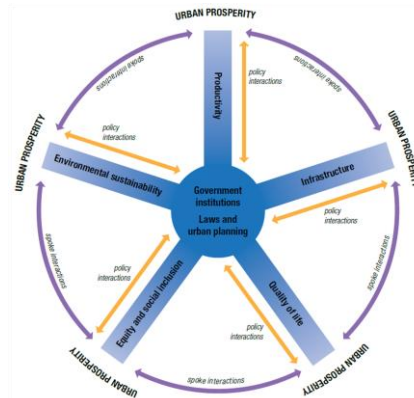 URBAN PROSPERITY
spoke interactions
spoke interactions
Productivity
policy
interactions
URBAN PROSPERITY
URBAN PROSPERITY
policy
interactions
Environmental sustainability
Infrastructure
Government
institutions
Laws and
urban planning
policy
interactions
policy
interactions
spoke interactions
spoke interactions
Equity and social inclusion
Quality of life
policy
interactions
URBAN PROSPERITY
URBAN PROSPERITY
spoke interactions